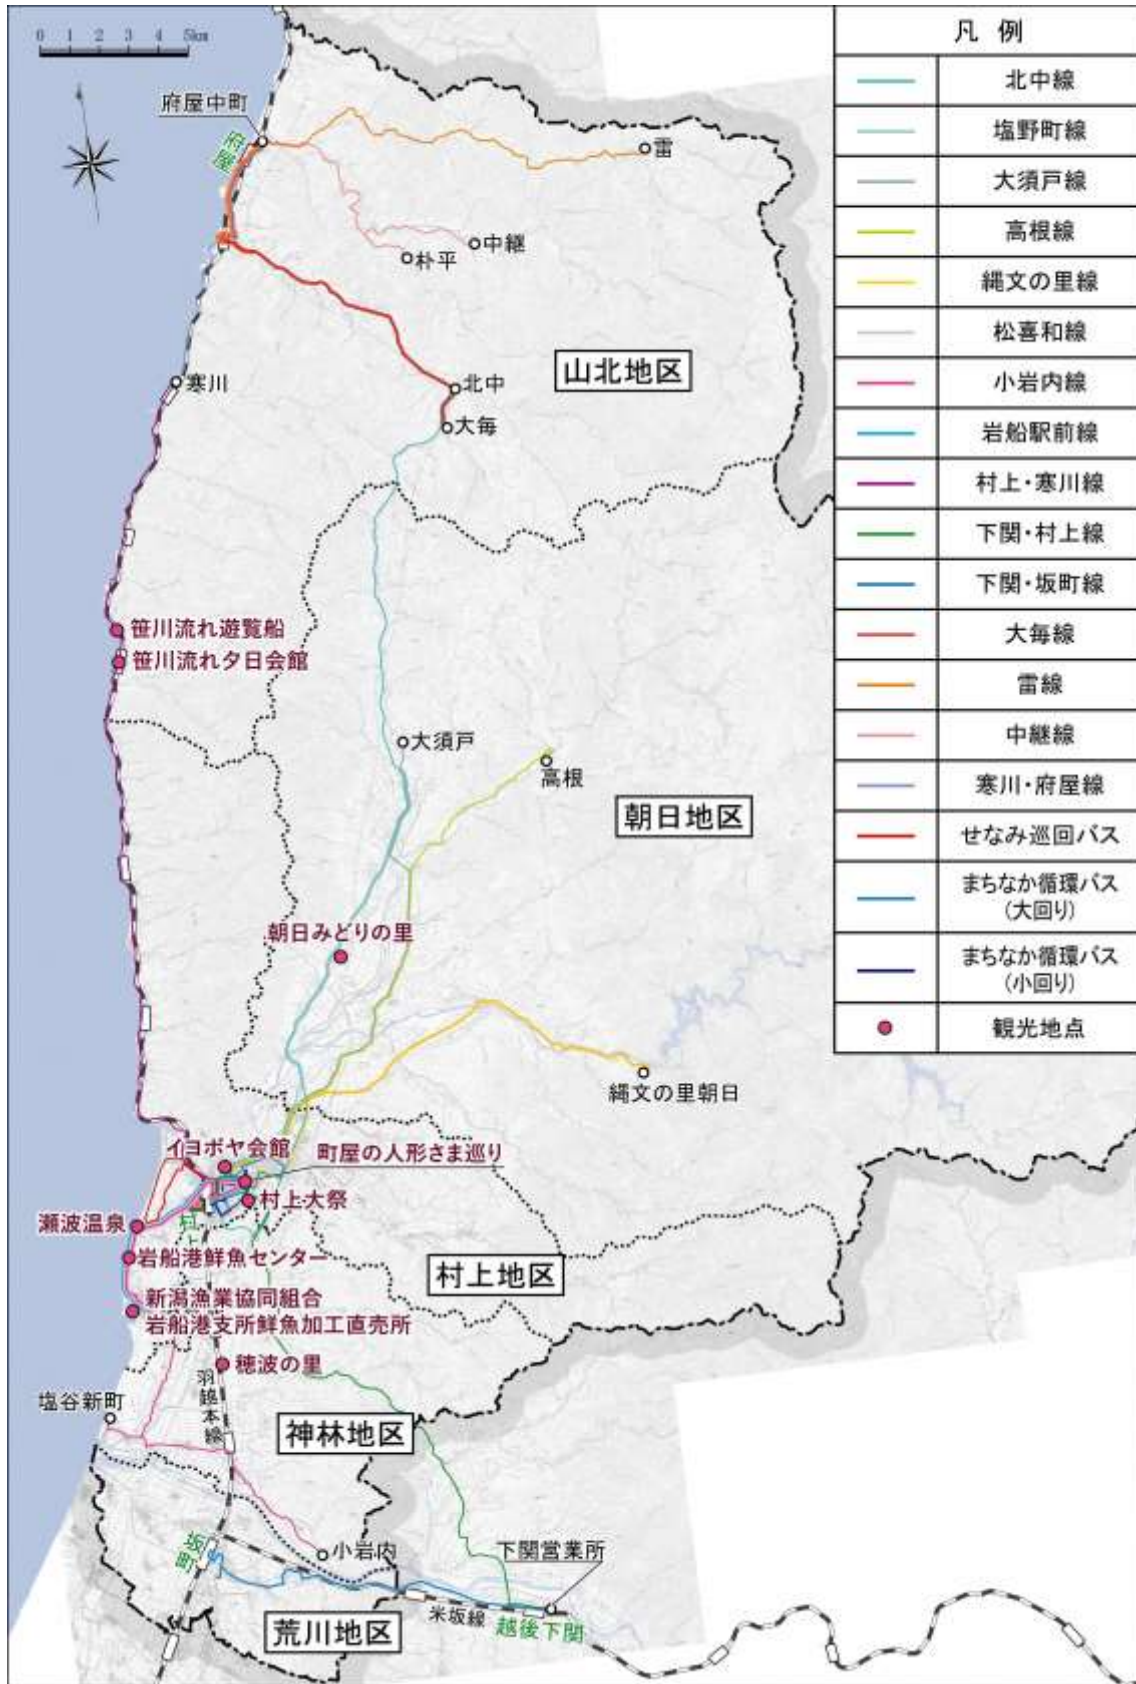 0 1 2 3 4 5km
凡 例
北中線
塩野町線
大須戸線
高根線
縄文の里線
松喜和線
小岩内線
岩船駅前線
村上・寒川線
下関・村上線
下関・坂町線
大毎線
雷線
中継線
寒川・府屋線
せなみ巡回バス
まちなか循環バス
(大回り)
まちなか循環バス
(小回り)
観光地点
府屋中町
府屋
雷
中継
朴平
山北地区
寒川
北中
大毎
笹川流れ遊覧船
笹川流れ夕日会館
大須戸
高根
朝日地区
朝日みどりの里
縄文の里朝日
イヨボヤ会館
町屋の人形さま巡り
村上大祭
村上
瀬波温泉
岩船港鮮魚センター
村上地区
新潟漁業協同組合
岩船港支所鮮魚加工直売所
穂波の里
羽越本線
塩谷新町
神林地区
坂町
小岩内
下関営業所
米坂線
越後下関
荒川地区